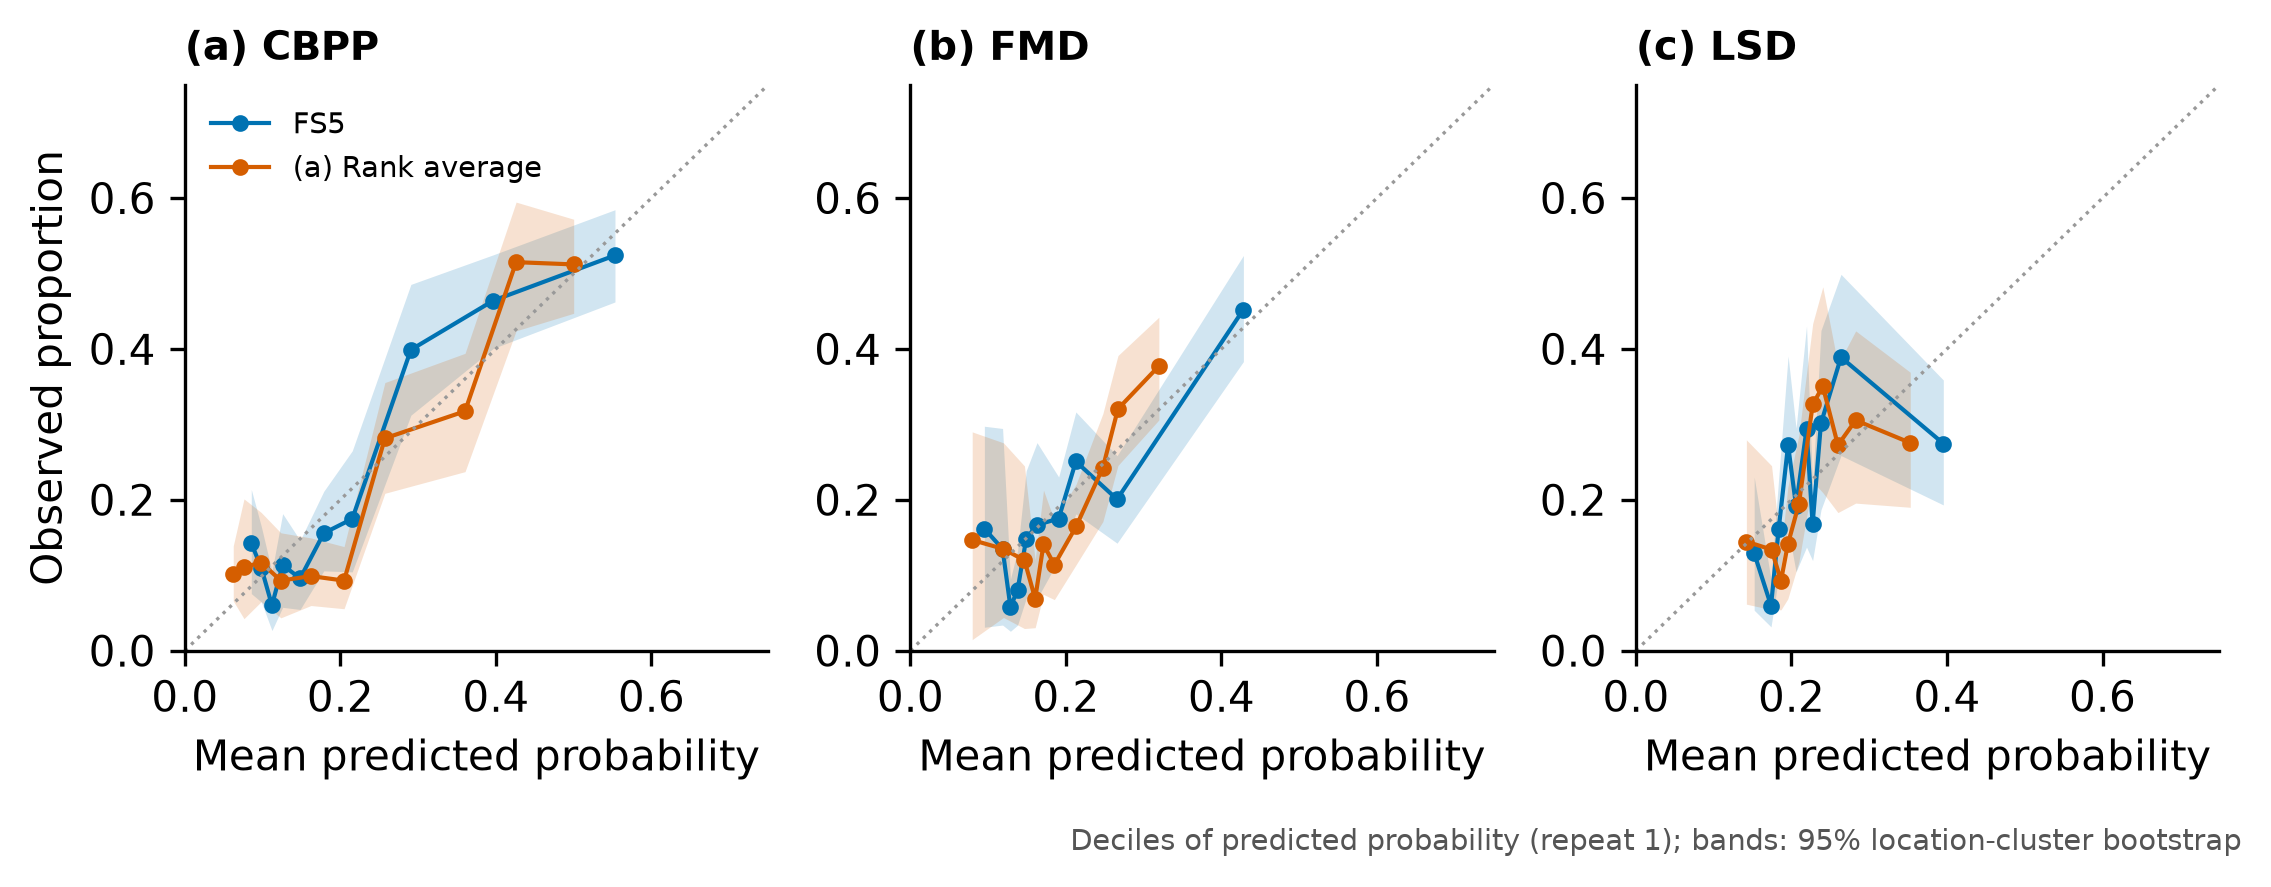 (a) CBPP
(b) FMD
(c) LSD
FS5
(a) Rank average
Observed proportion
0.6
0.4
0.2
0.0
0.6
0.4
0.2
0.0
0.6
0.4
0.2
0.0
0.0 0.2 0.4 0.6
0.0 0.2 0.4 0.6
0.0 0.2 0.4 0.6
Mean predicted probability
Mean predicted probability
Mean predicted probability
Deciles of predicted probability (repeat 1); bands: 95% location-cluster bootstrap